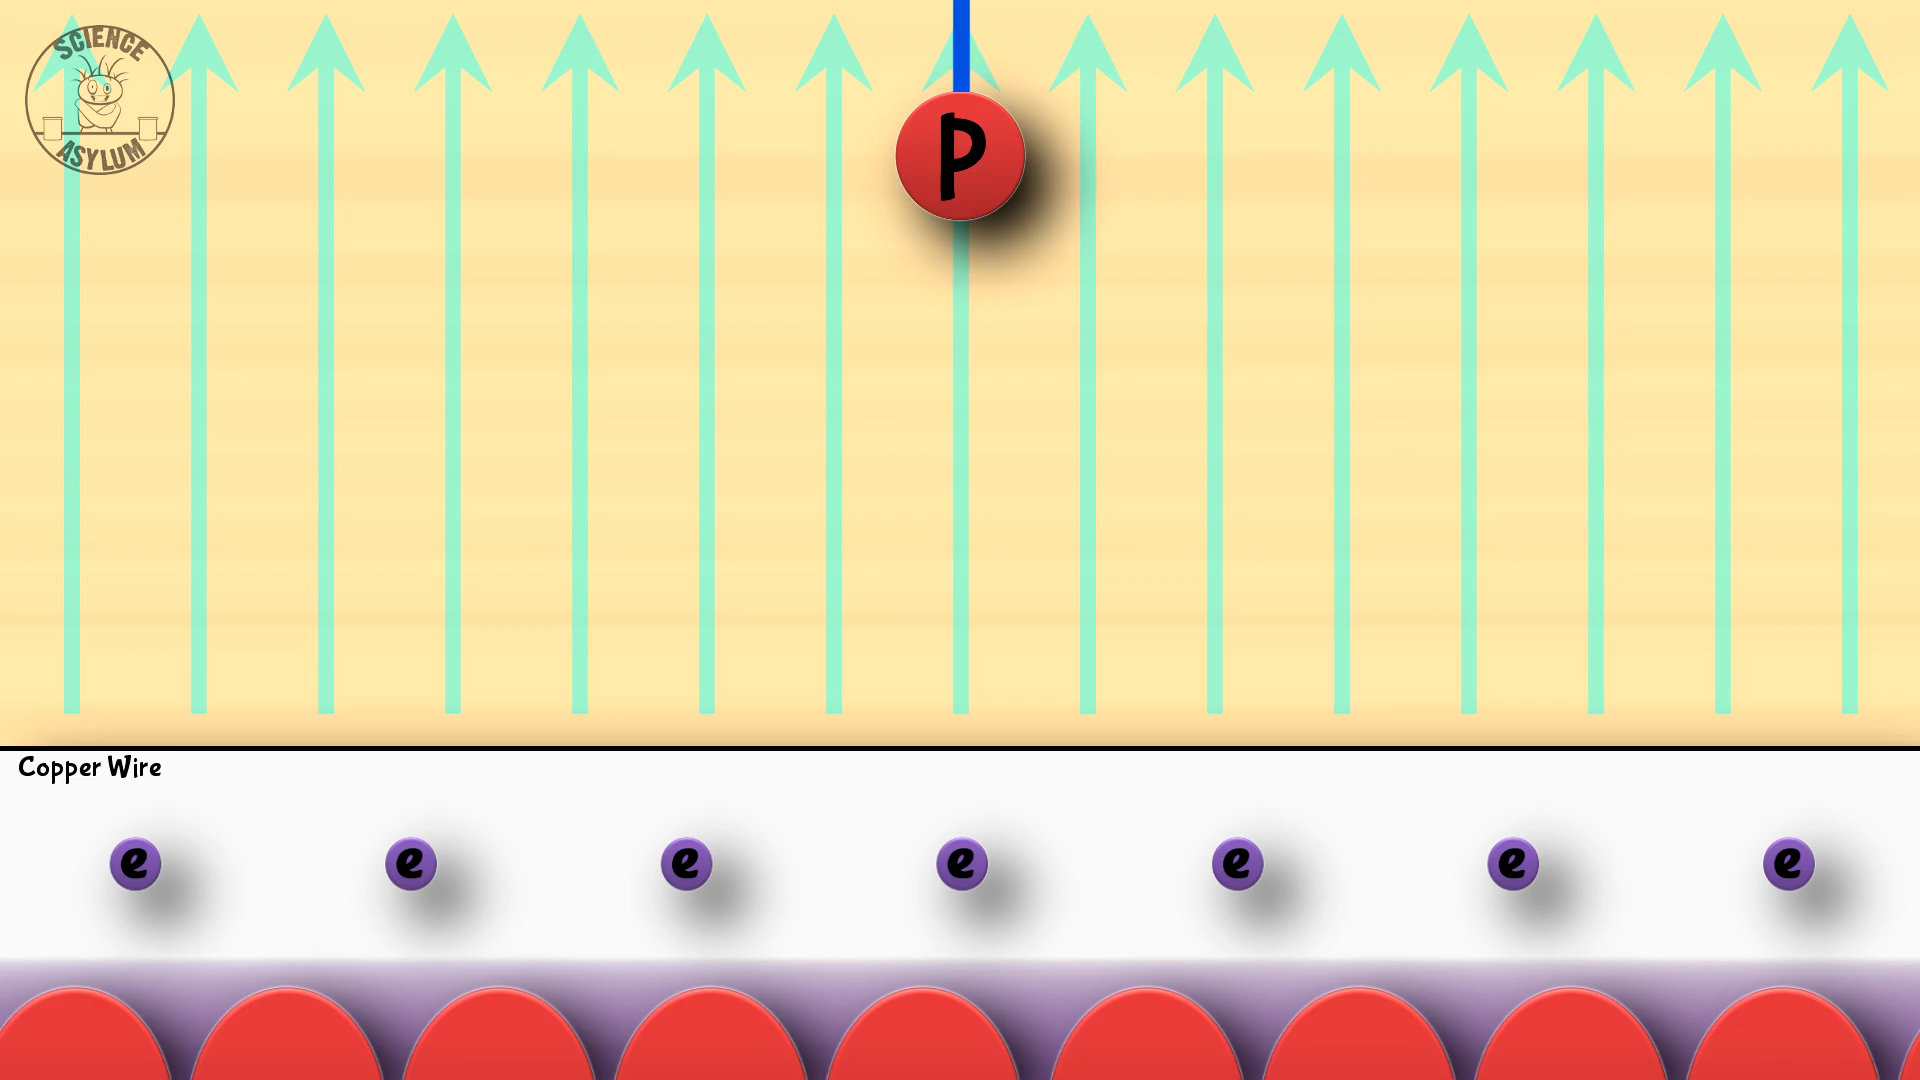 SCIENCE
ASYLUM
P
Copper Wire
e e e e e e e